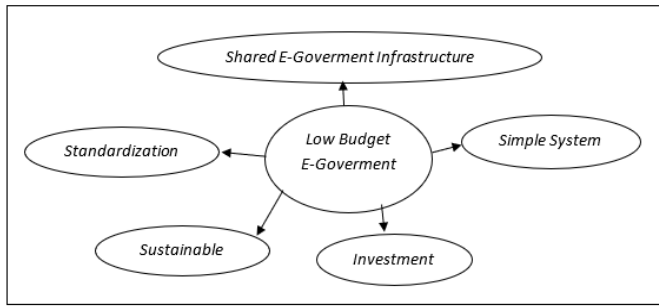 Shared E-Goverment Infrastructure
Low Budget
E-Goverment
Standardization
Simple System
Sustainable
Investment